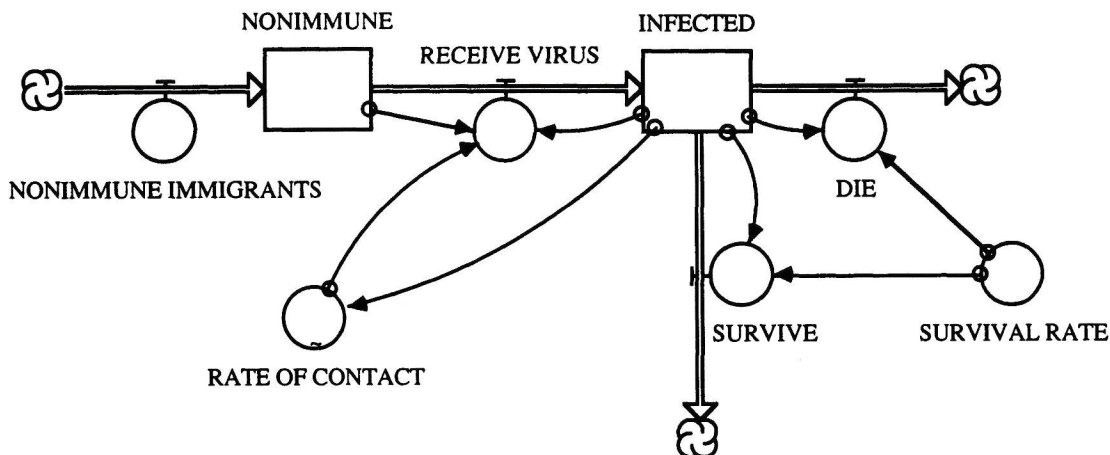 NONIMMUNE
INFECTED
RECEIVE VIRUS
NONIMMUNE IMMIGRANTS
DIE
SURVIVE
SURVIVAL RATE
RATE OF CONTACT
~